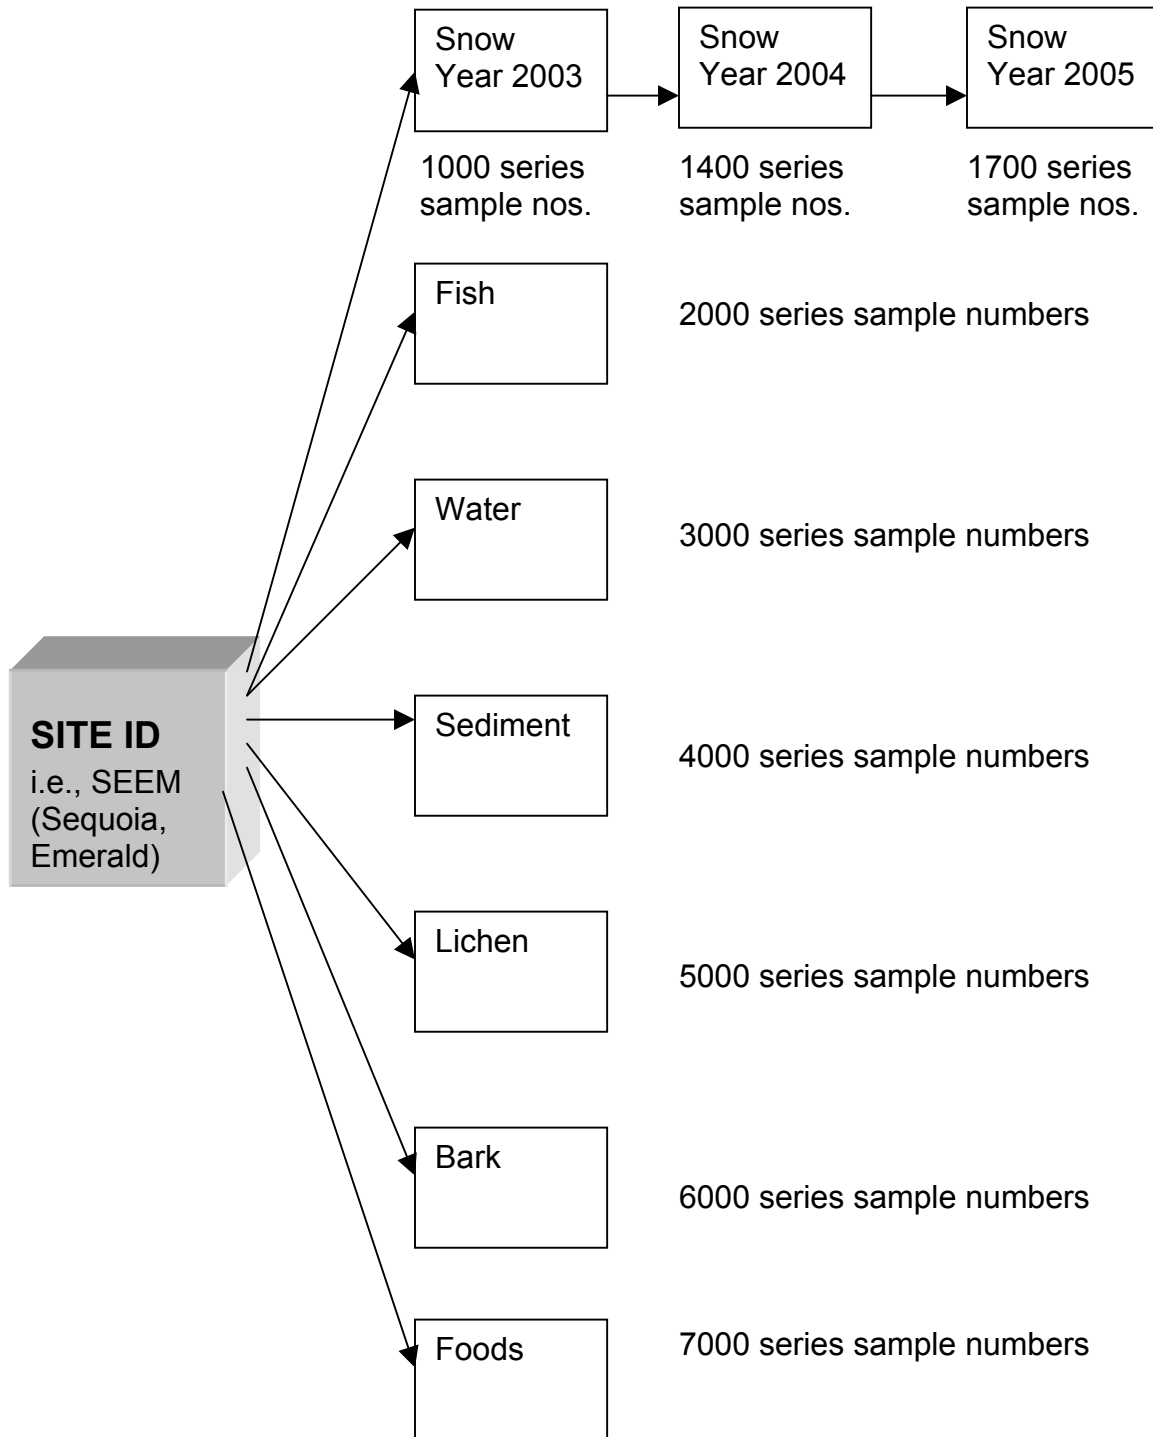 Snow
Year 2003
Snow
Year 2004
Snow
Year 2005
1000 series
sample nos.
1400 series
sample nos.
1700 series
sample nos.
Fish
2000 series sample numbers
Water
3000 series sample numbers
SITE ID
i.e., SEEM
(Sequoia,
Emerald)
Sediment
4000 series sample numbers
Lichen
5000 series sample numbers
Bark
6000 series sample numbers
Foods
7000 series sample numbers